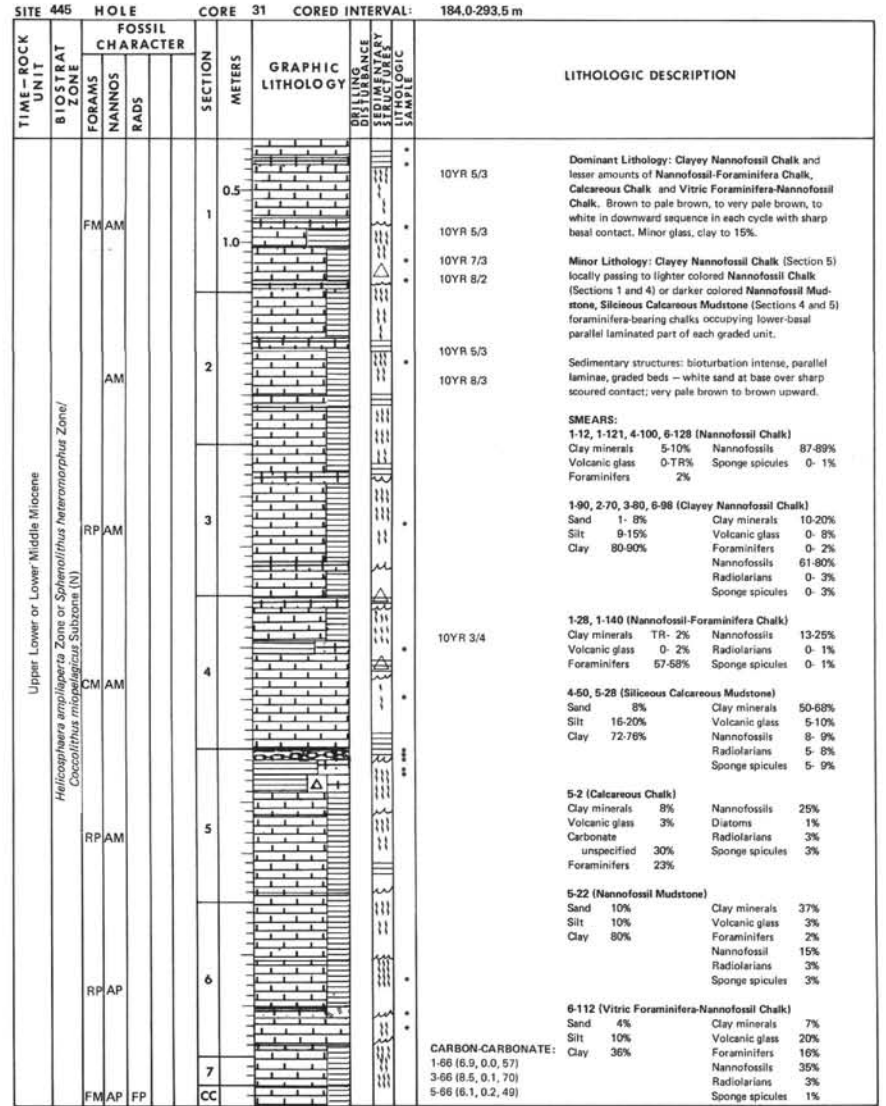 SITE 445 HOLE CORE 31 CORED INTERVAL: 184.0-293.5 m
TIME-ROCK UNIT
BIOSTRAT ZONE
FOSSIL CHARACTER
FORAMS
NANNOS
RADS
SECTION
METERS
GRAPHIC LITHOLOGY
DRILLING DISTURBANCE
SEDIMENTARY STRUCTURES
LITHOLOGIC SAMPLE
LITHOLOGIC DESCRIPTION
Upper Lower or Lower Middle Miocene
Helicosphaera ampliaperta Zone or Sphenolithus heteromorphus Zone/
Coccolithus miopelagicus Subzone (N)
FM AM
AM
RP AM
CM AM
RP AM
RP AP
FM AP FP
1
0.5
1.0
2
3
4
5
6
7
CC
10YR 5/3
10YR 5/3
10YR 7/3
10YR 8/2
10YR 5/3
10YR 8/3
10YR 3/4
Dominant Lithology: Clayey Nannofossil Chalk and
lesser amounts of Nannofossil-Foraminifera Chalk,
Calcareous Chalk and Vitric Foraminifera-Nannofossil
Chalk. Brown to pale brown, to very pale brown, to
white in downward sequence in each cycle with sharp
basal contact. Minor glass, clay to 15%.
Minor Lithology: Clayey Nannofossil Chalk (Section 5)
locally passing to lighter colored Nannofossil Chalk
(Sections 1 and 4) or darker colored Nannofossil Mud-
stone, Silcieous Calcareous Mudstone (Sections 4 and 5)
foraminifera-bearing chalks occupying lower-basal
parallel laminated part of each graded unit.
Sedimentary structures: bioturbation intense, parallel
laminae, graded beds – white sand at base over sharp
scoured contact; very pale brown to brown upward.
SMEARS:
1-12, 1-121, 4-100, 6-128 (Nannofossil Chalk)
Clay minerals 5-10% Nannofossils 87-89%
Volcanic glass 0-TR% Sponge spicules 0- 1%
Foraminifers 2%
1-90, 2-70, 3-80, 6-98 (Clayey Nannofossil Chalk)
Sand 1- 8% Clay minerals 10-20%
Silt 9-15% Volcanic glass 0- 8%
Clay 80-90% Foraminifers 0- 2%
Nannofossils 61-80%
Radiolarians 0- 3%
Sponge spicules 0- 3%
1-28, 1-140 (Nannofossil-Foraminifera Chalk)
Clay minerals TR- 2% Nannofossils 13-25%
Volcanic glass 0- 2% Radiolarians 0- 1%
Foraminifers 57-58% Sponge spicules 0- 1%
4-50, 5-28 (Siliceous Calcareous Mudstone)
Sand 8% Clay minerals 50-68%
Silt 16-20% Volcanic glass 5-10%
Clay 72-76% Nannofossils 8- 9%
Radiolarians 5- 8%
Sponge spicules 5- 9%
5-2 (Calcareous Chalk)
Clay minerals 8% Nannofossils 25%
Volcanic glass 3% Diatoms 1%
Carbonate Radiolarians 3%
unspecified 30% Sponge spicules 3%
Foraminifers 23%
5-22 (Nannofossil Mudstone)
Sand 10% Clay minerals 37%
Silt 10% Volcanic glass 3%
Clay 80% Foraminifers 2%
Nannofossil 15%
Radiolarians 3%
Sponge spicules 3%
6-112 (Vitric Foraminifera-Nannofossil Chalk)
Sand 4% Clay minerals 7%
Silt 10% Volcanic glass 20%
Clay 36% Foraminifers 16%
Nannofossils 35%
Radiolarians 3%
Sponge spicules 1%
CARBON-CARBONATE:
1-66 (6.9, 0.0, 57)
3-66 (8.5, 0.1, 70)
5-66 (6.1, 0.2, 49)